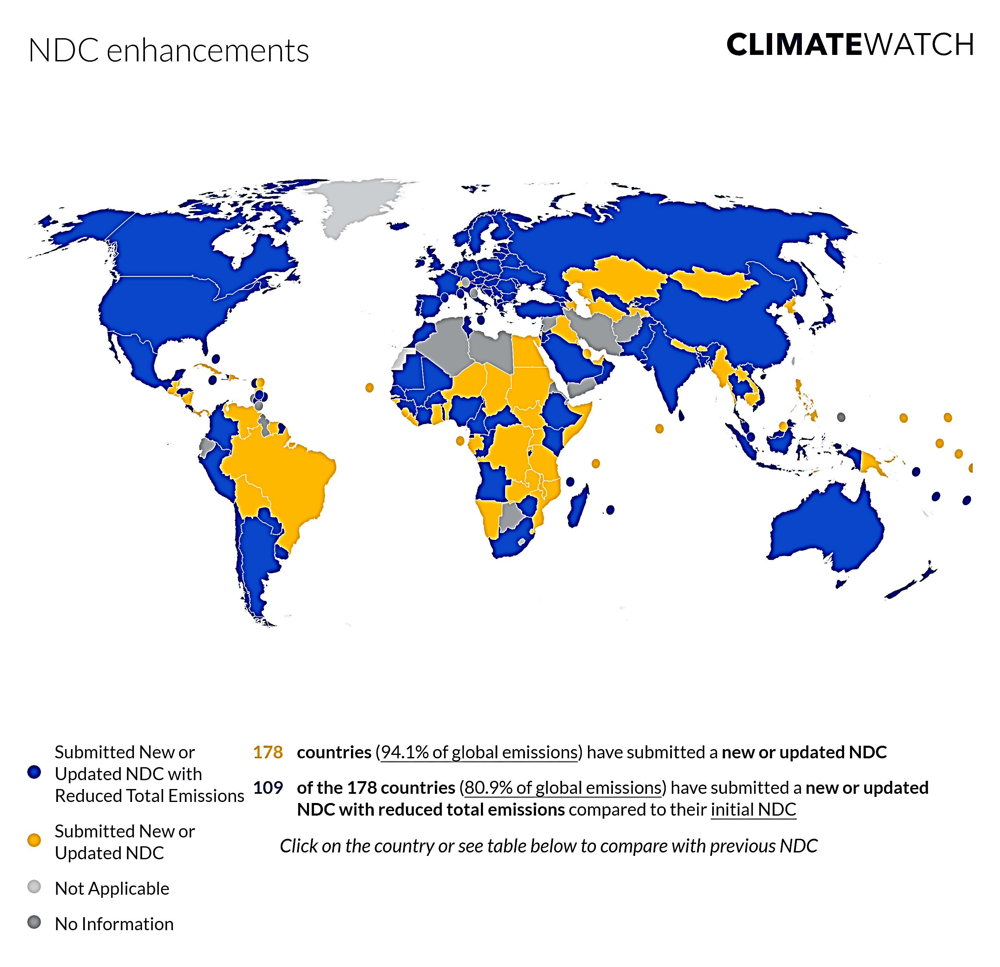 NDC enhancements
CLIMATEWATCH
Submitted New or
Updated NDC with
Reduced Total Emissions
Submitted New or
Updated NDC
Not Applicable
No Information
178 countries (94.1% of global emissions) have submitted a new or updated NDC
109 of the 178 countries (80.9% of global emissions) have submitted a new or updated
NDC with reduced total emissions compared to their initial NDC
Click on the country or see table below to compare with previous NDC